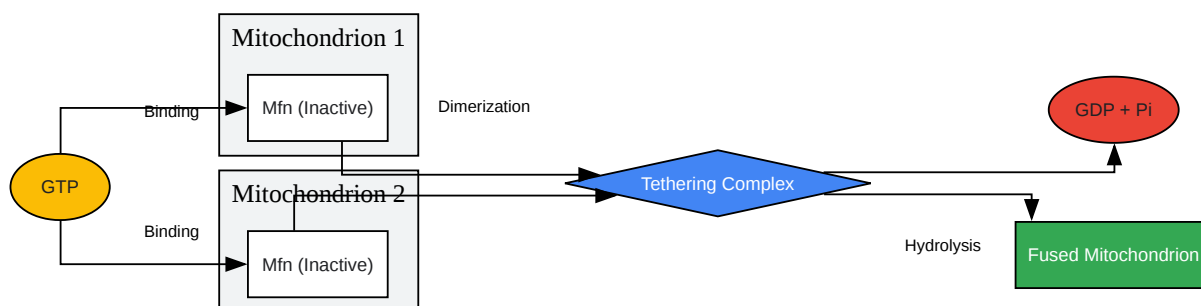 Mitochondrion 1
Mfn (Inactive)
Binding
Dimerization
GTP
Mitochondrion 2
Mfn (Inactive)
Binding
Tethering Complex
GDP + Pi
Hydrolysis
Fused Mitochondrion